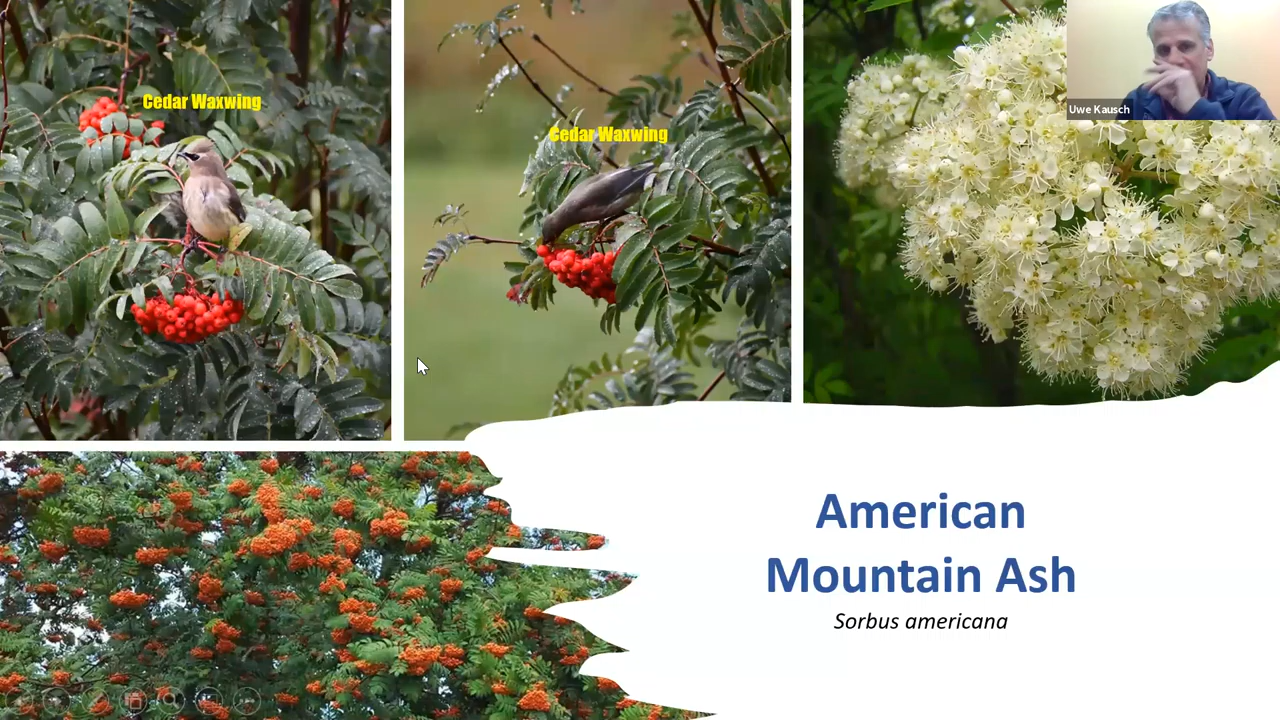 Cedar Waxwing
Cedar Waxwing
Uwe Kausch
American
Mountain Ash
Sorbus americana